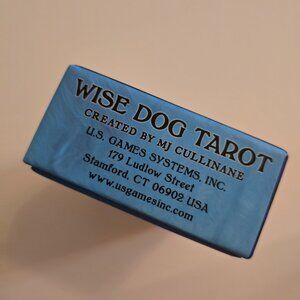 WISE DOG TAROT
CREATED BY MJ CULLINANE
U.S. GAMES SYSTEMS, INC.
179 Ludlow Street
Stamford, CT 06902 USA
www.usgamesinc.com